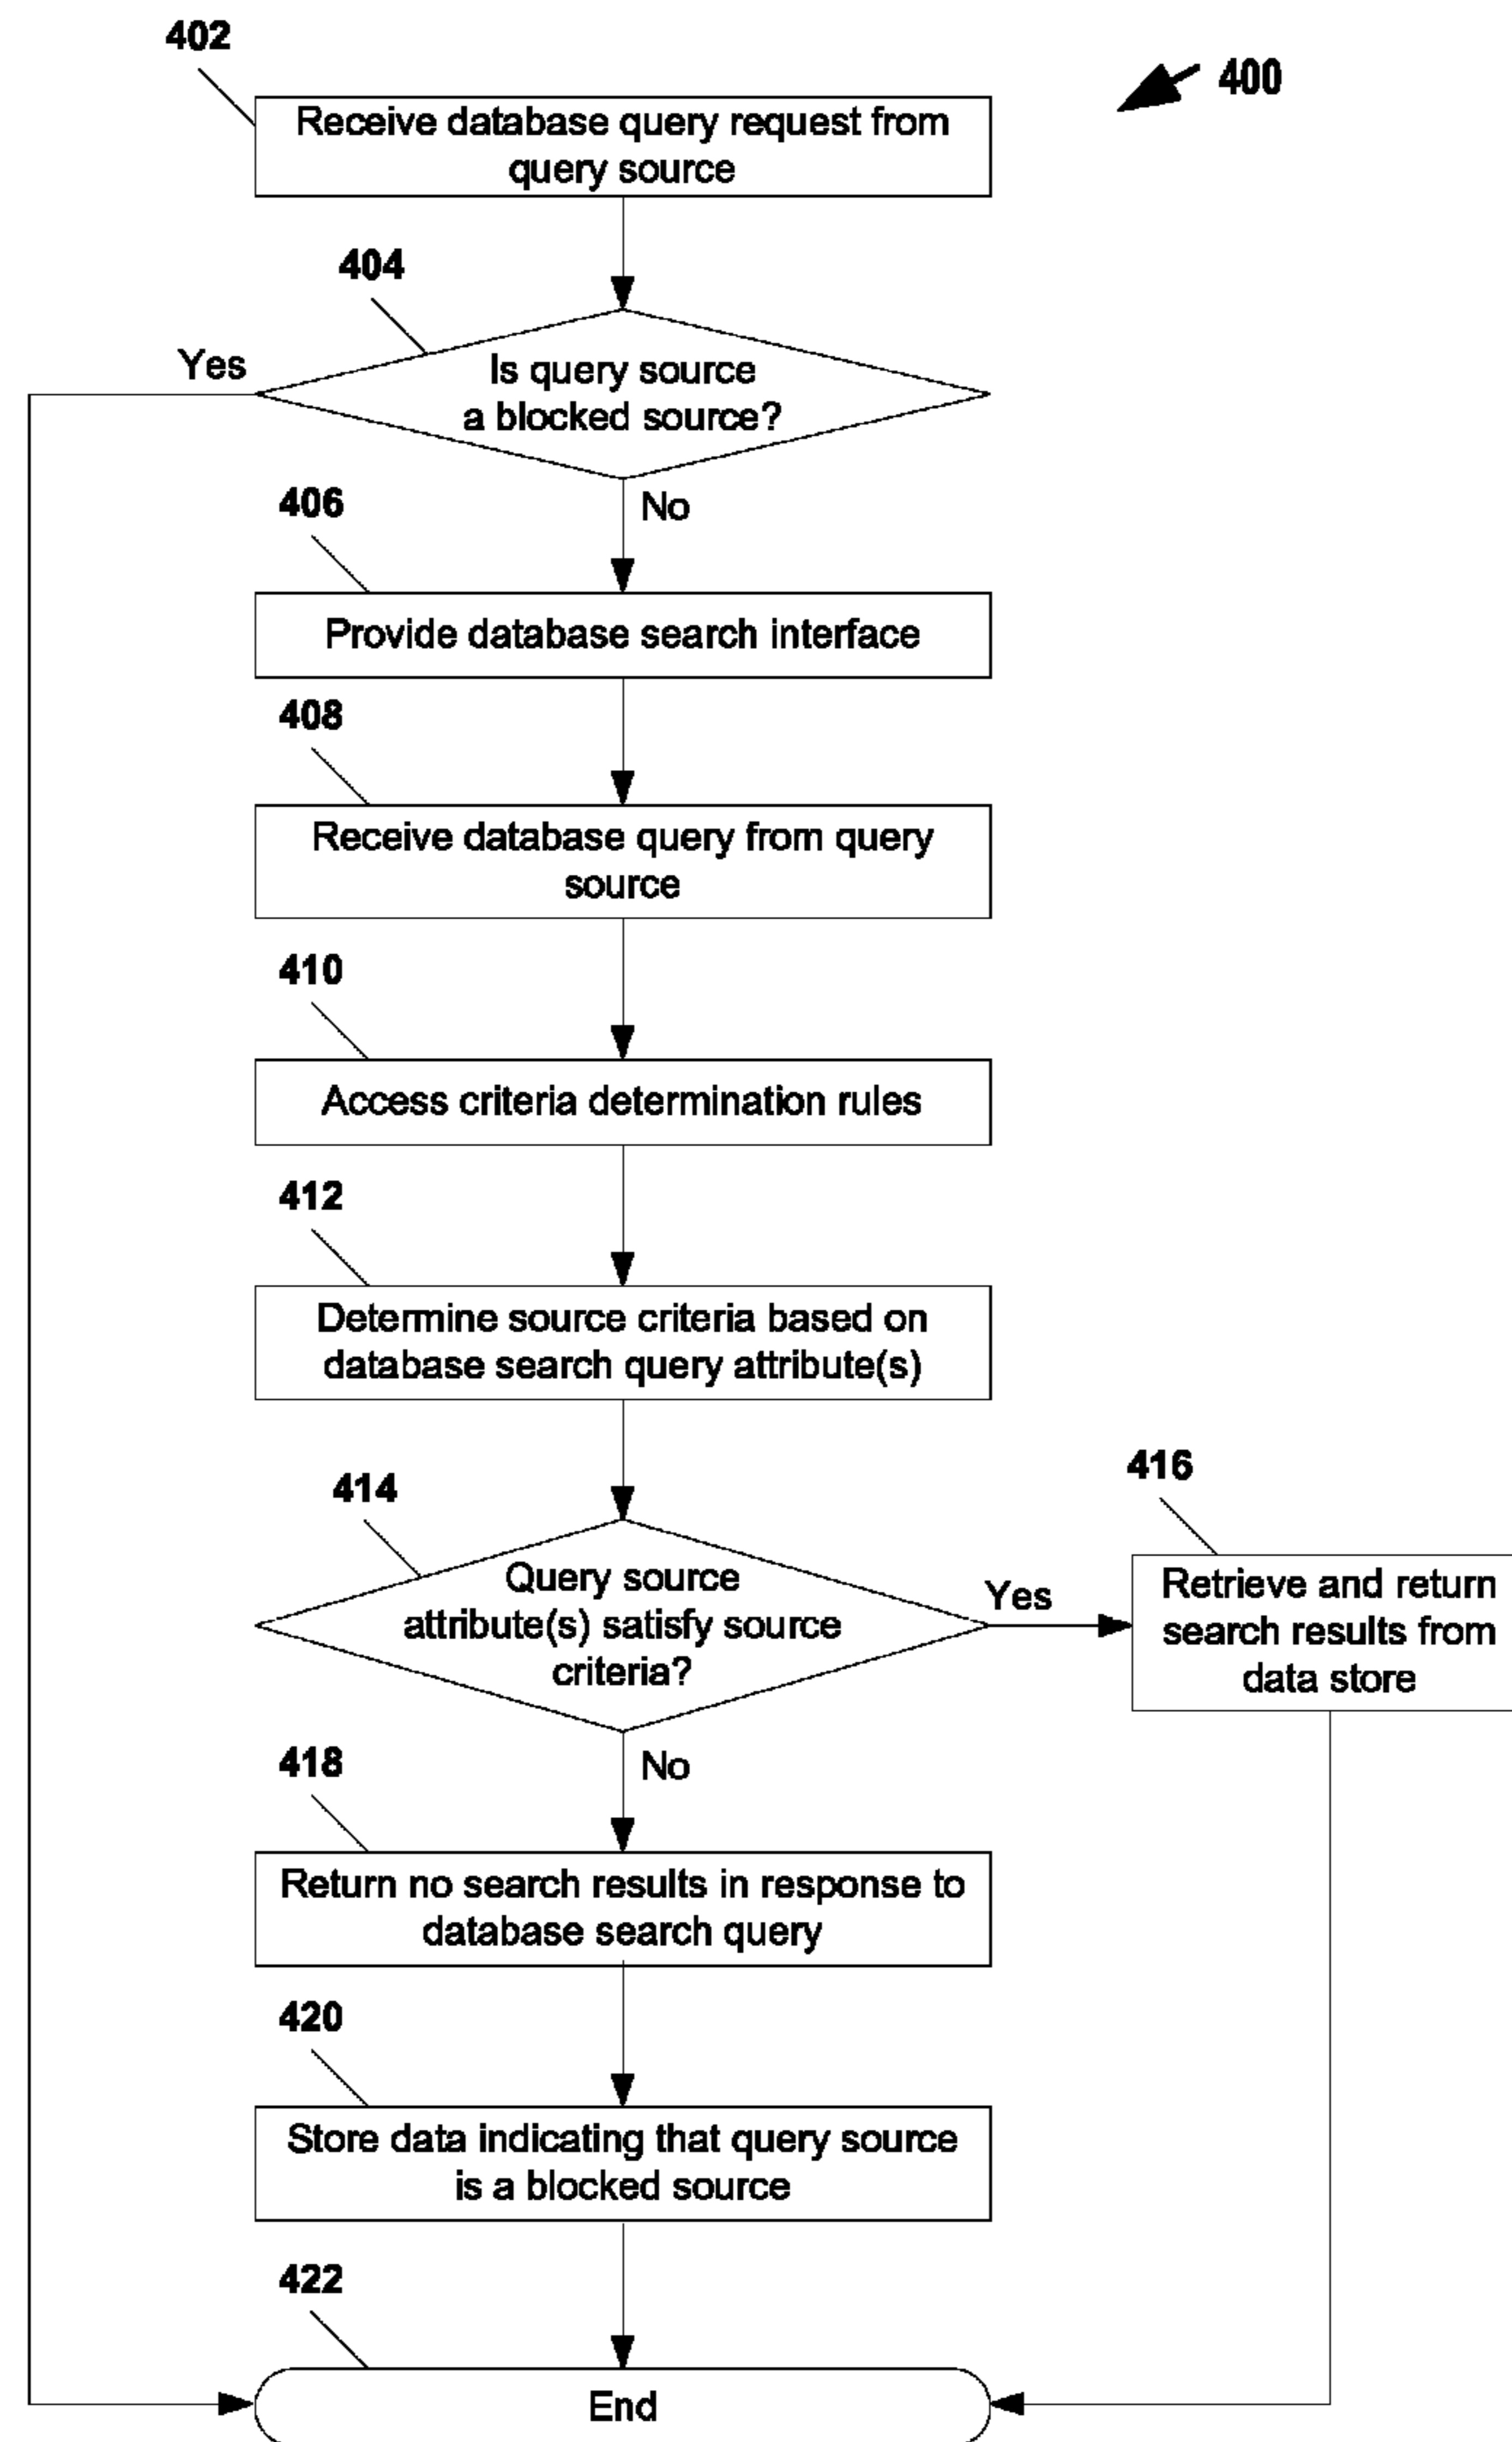 402
400
Receive database query request from
query source
404
Yes
Is query source
a blocked source?
No
406
Provide database search interface
408
Receive database query from query
source
410
Access criteria determination rules
412
Determine source criteria based on
database search query attribute(s)
414
Query source
attribute(s) satisfy source
criteria?
Yes
416
Retrieve and return
search results from
data store
No
418
Return no search results in response to
database search query
420
Store data indicating that query source
is a blocked source
422
End